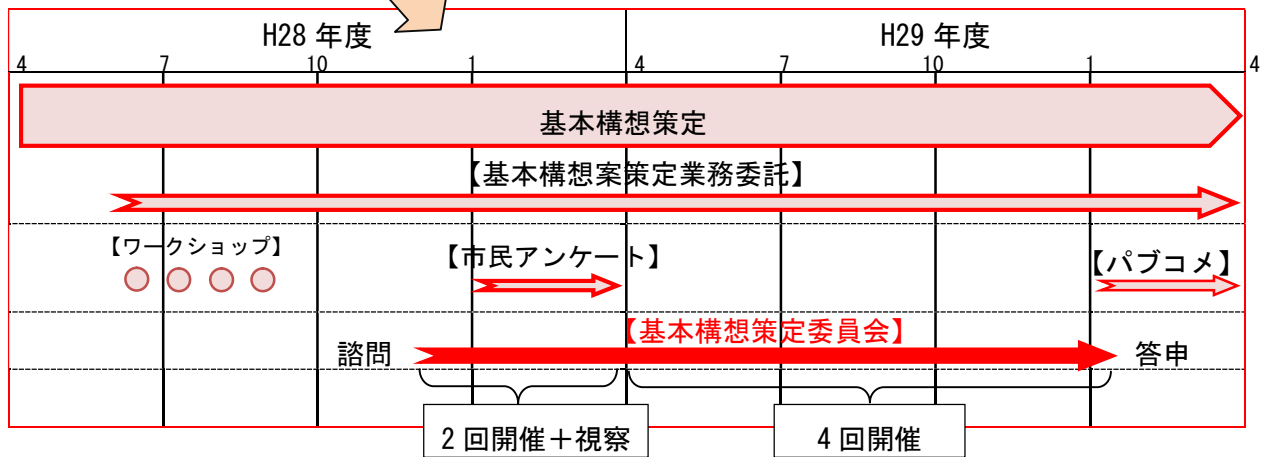 H28 年度 H29 年度
4 7 10 1 4 7 10 1 4
基本構想策定
【基本構想案策定業務委託】
【ワークショップ】 【市民アンケート】 【パブコメ】
【基本構想策定委員会】
諮問 答申
2 回開催＋視察 4 回開催